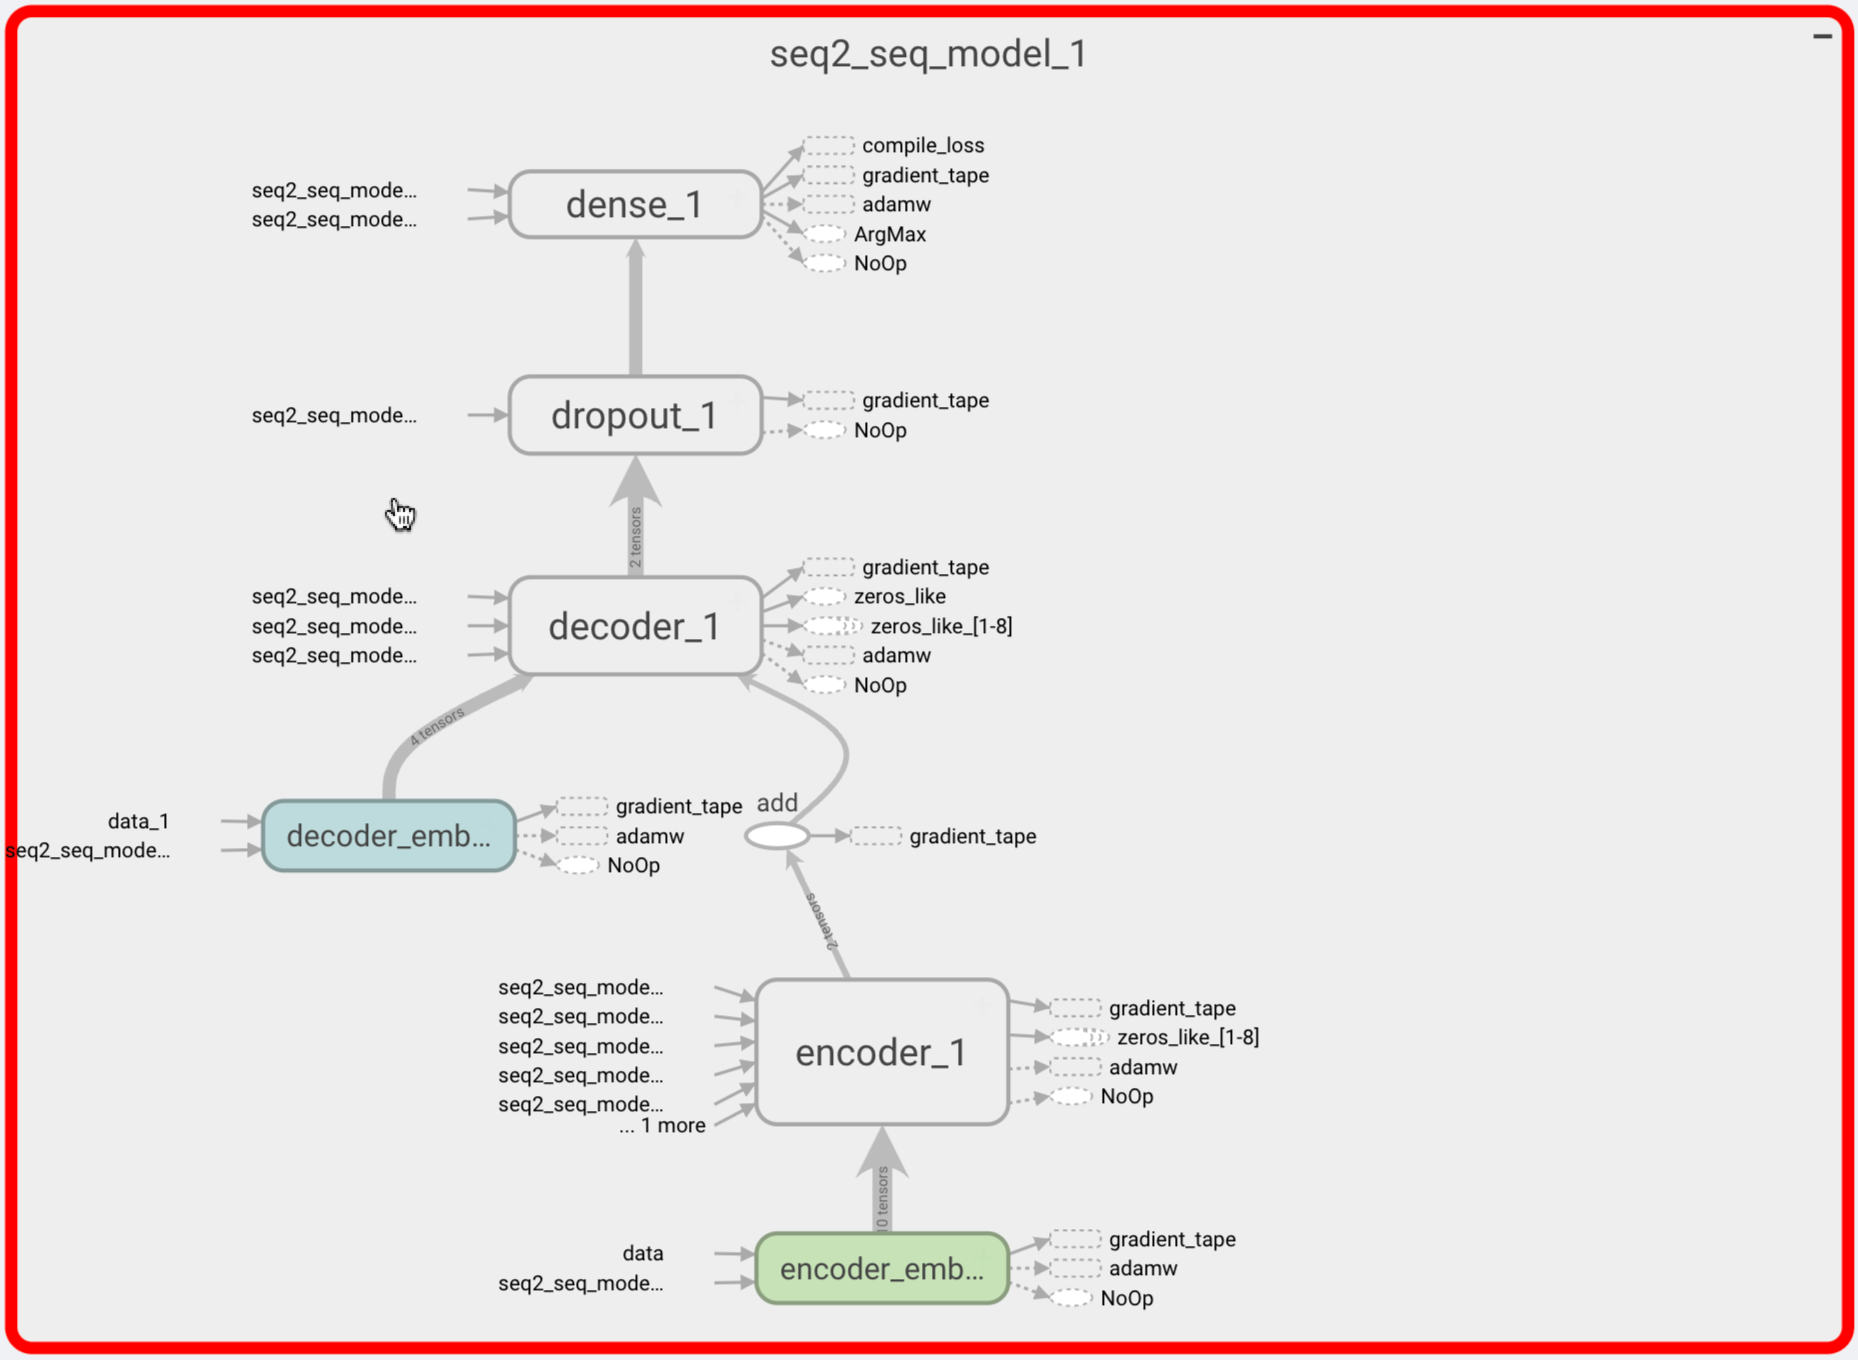 seq2_seq_model_1
compile_loss
gradient_tape
seq2_seq_mode...
dense_1
adamw
seq2_seq_mode...
ArgMax
NoOp
gradient_tape
seq2_seq_mode...
dropout_1
NoOp
2 tensors
gradient_tape
seq2_seq_mode...
zeros_like
seq2_seq_mode...
decoder_1
zeros_like_[1-8]
seq2_seq_mode...
adamw
NoOp
4 tensors
add
data_1
gradient_tape
decoder_emb...
adamw
gradient_tape
seq2_seq_mode...
NoOp
2 tensors
seq2_seq_mode...
gradient_tape
seq2_seq_mode...
zeros_like_[1-8]
seq2_seq_mode...
encoder_1
seq2_seq_mode...
adamw
seq2_seq_mode...
NoOp
... 1 more
10 tensors
gradient_tape
data
encoder_emb...
adamw
seq2_seq_mode...
NoOp